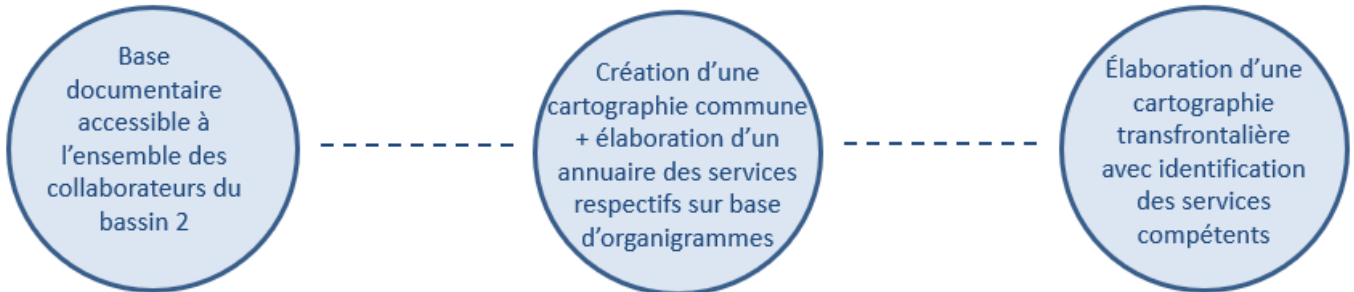 Base
documentaire
accessible à
l’ensemble des
collaborateurs du
bassin 2
Création d’une
cartographie commune
+ élaboration d’un
annuaire des services
respectifs sur base
d’organigrammes
Élaboration d’une
cartographie
transfrontalière
avec identification
des services
compétents